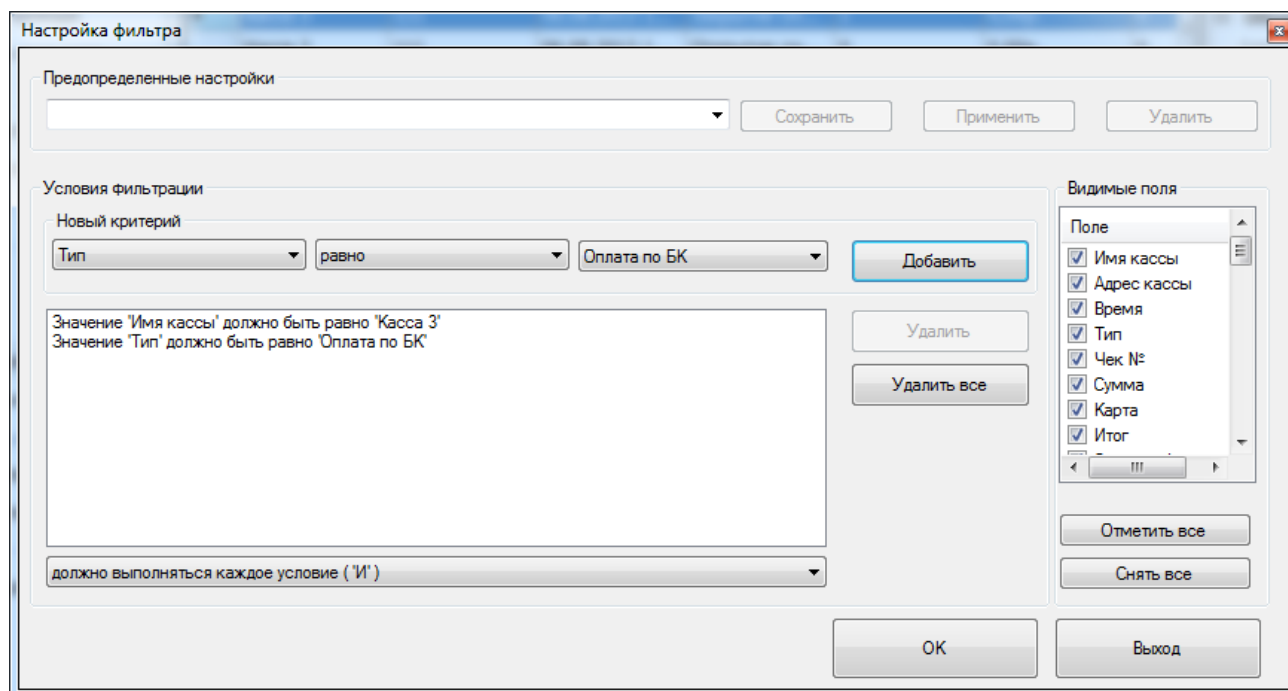 Настройка фильтра
Предопределенные настройки
Сохранить
Применить
Удалить
Условия фильтрации
Новый критерий
Тип
равно
Оплата по БК
Добавить
Значение 'Имя кассы' должно быть равно 'Касса 3'
Значение 'Тип' должно быть равно 'Оплата по БК'
Удалить
Удалить все
должно выполняться каждое условие ( 'И' )
Видимые поля
Поле
Имя кассы
Адрес кассы
Время
Тип
Чек №
Сумма
Карта
Итог
Отметить все
Снять все
OK
Выход